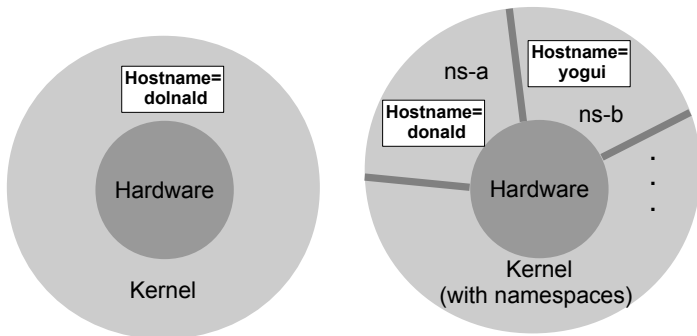 Hostname=
dolnald
Hardware
Kernel
ns-a
Hostname=
yogui
Hostname=
donald
ns-b
Hardware
.
.
.
Kernel
(with namespaces)